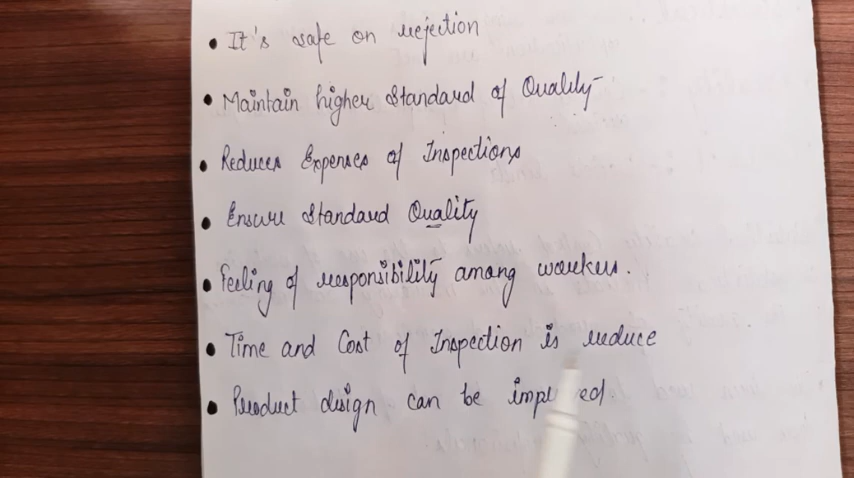 • It's safe on rejection
• Maintain higher Standard of Quality
• Reduces Expenses of Inspections
• Ensure Standard Quality
• Feeling of responsibility among workers.
• Time and Cost of Inspection is reduce
• Product design can be